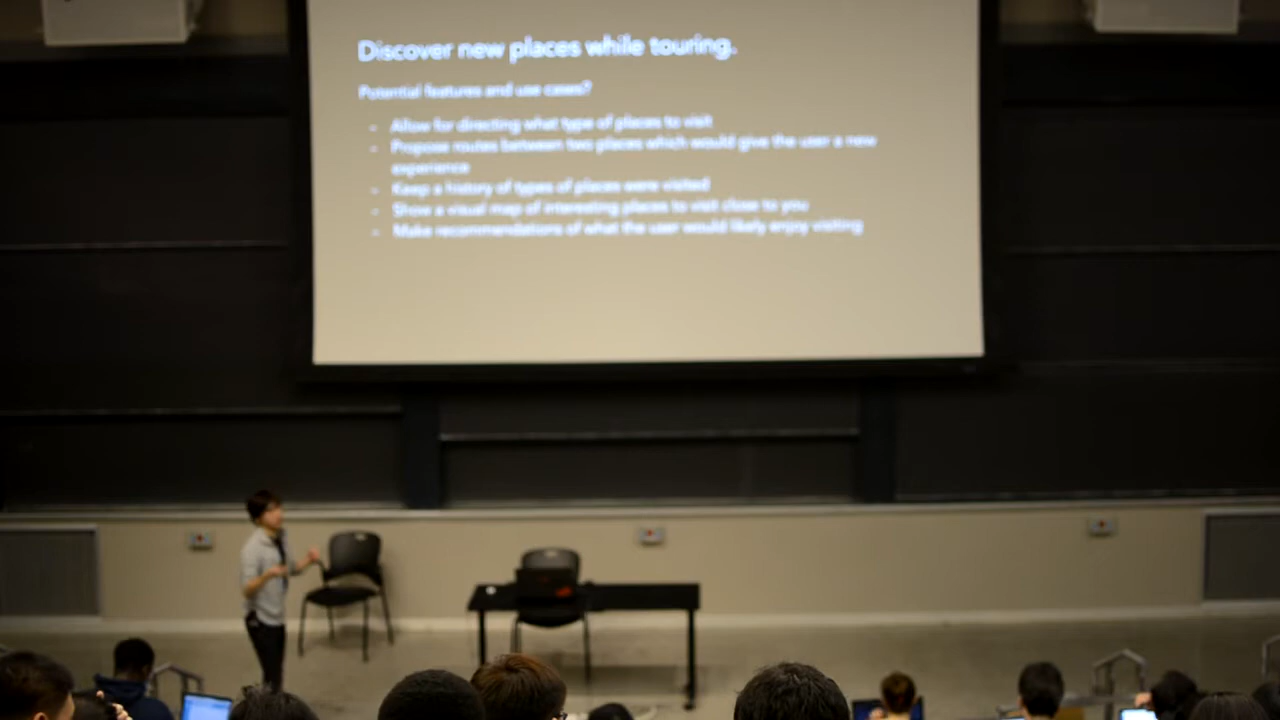 Discover new places while touring.
Potential features and use cases?
- Allow for directing what type of places to visit
- Propose routes between two places which would give the user a new
experience
- Keep a history of types of places were visited
- Show a visual map of interesting places to visit close to you
- Make recommendations of what the user would likely enjoy visiting